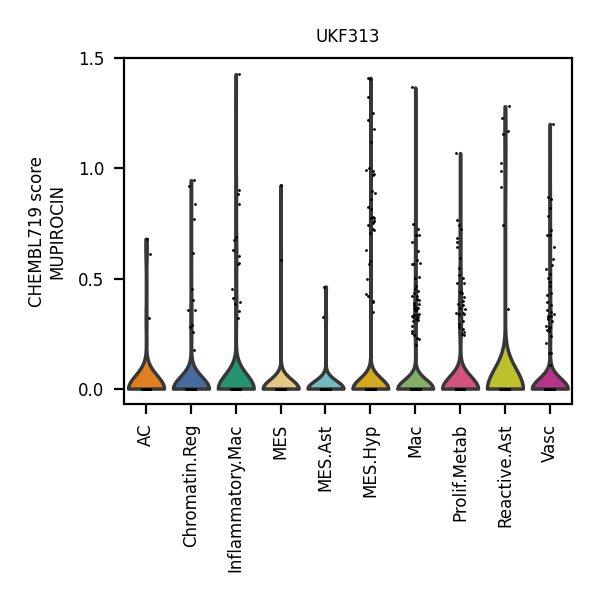 UKF313
CHEMBL719 score
MUPIROCIN
1.5
1.0
0.5
0.0
AC
Chromatin.Reg
Inflammatory.Mac
MES
MES.Ast
MES.Hyp
Mac
Prolif.Metab
Reactive.Ast
Vasc